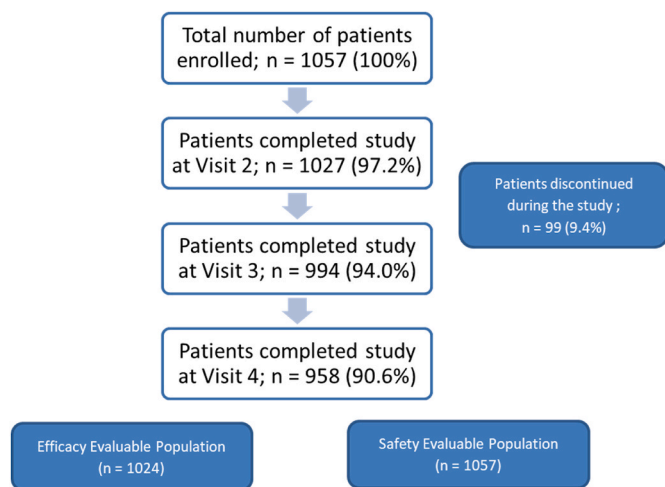 Total number of patients
enrolled; n = 1057 (100%)
Patients completed study
at Visit 2; n = 1027 (97.2%)
Patients discontinued
during the study ;
n = 99 (9.4%)
Patients completed study
at Visit 3; n = 994 (94.0%)
Patients completed study
at Visit 4; n = 958 (90.6%)
Efficacy Evaluable Population
(n = 1024)
Safety Evaluable Population
(n = 1057)